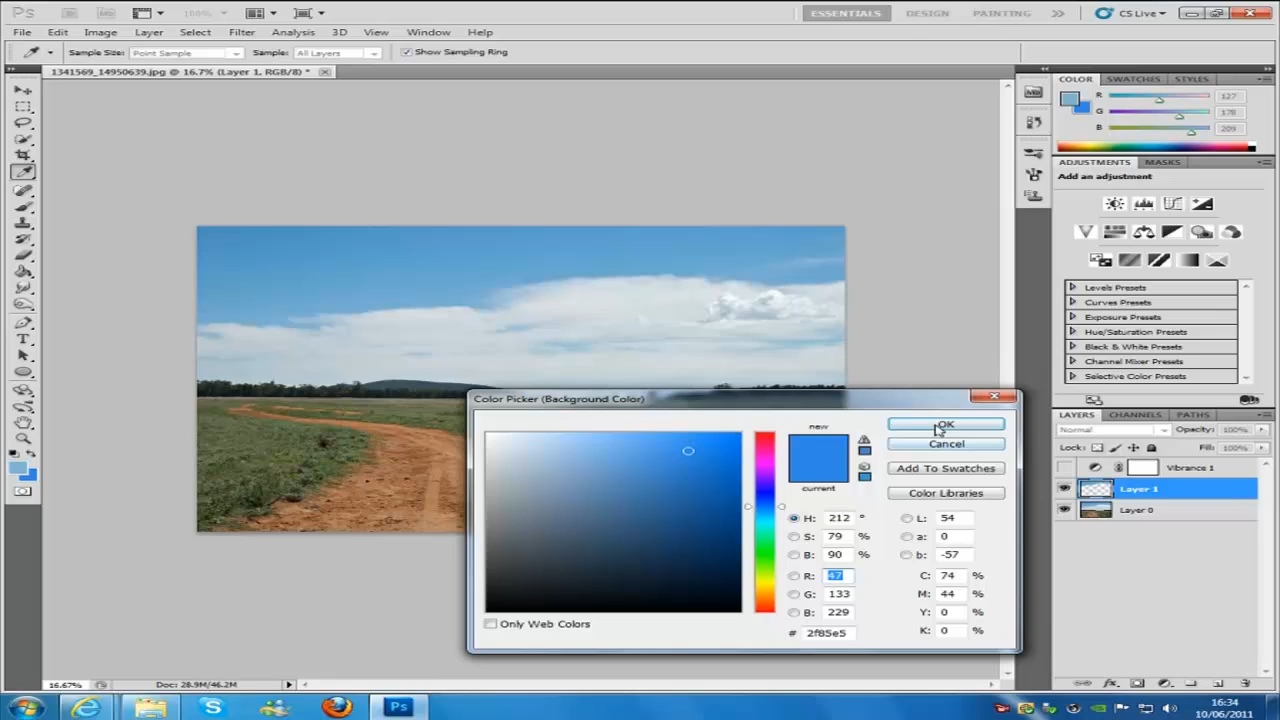 Ps 100% ESSENTIALS DESIGN PAINTING >> CS Live
File Edit Image Layer Select Filter Analysis 3D View Window Help
Sample Size: Point Sample Sample: All Layers Show Sampling Ring
1341569_14950639.jpg @ 16.7% (Layer 1, RGB/8) *
COLOR SWATCHES STYLES
R 127
G 178
B 209
ADJUSTMENTS MASKS
Add an adjustment
Levels Presets
Curves Presets
Exposure Presets
Hue/Saturation Presets
Black & White Presets
Channel Mixer Presets
Selective Color Presets
LAYERS CHANNELS PATHS
Normal Opacity: 100%
Lock: Fill: 100%
Vibrance 1
Layer 1
Layer 0
Color Picker (Background Color)
new
current
OK
Cancel
Add To Swatches
Color Libraries
H: 212 ° L: 54
S: 79 % a: 0
B: 90 % b: -57
R: 47 C: 74 %
G: 133 M: 44 %
B: 229 Y: 0 %
# 2f85e5 K: 0 %
Only Web Colors
16.67% Doc: 28.9M/46.2M
Ps
16:34
10/06/2011